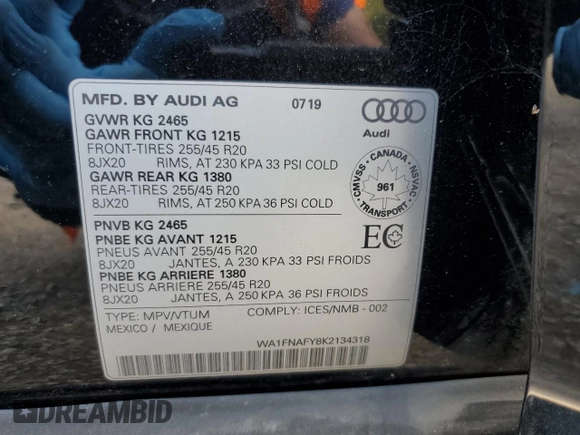 MFD. BY AUDI AG 0719
GVWR KG 2465
GAWR FRONT KG 1215
FRONT-TIRES 255/45 R20
8JX20 RIMS, AT 230 KPA 33 PSI COLD
GAWR REAR KG 1380
REAR-TIRES 255/45 R20
8JX20 RIMS, AT 250 KPA 36 PSI COLD
Audi
CMVSS - CANADA - NSVAC
961
TRANSPORT
PNVB KG 2465
PNBE KG AVANT 1215
PNEUS AVANT 255/45 R20
8JX20 JANTES, A 230 KPA 33 PSI FROIDS
PNBE KG ARRIERE 1380
PNEUS ARRIERE 255/45 R20
8JX20 JANTES, A 250 KPA 36 PSI FROIDS
EC
TYPE: MPV/VTUM COMPLY: ICES/NMB - 002
MEXICO / MEXIQUE
WA1FNAFY8K2134318
DREAMBID